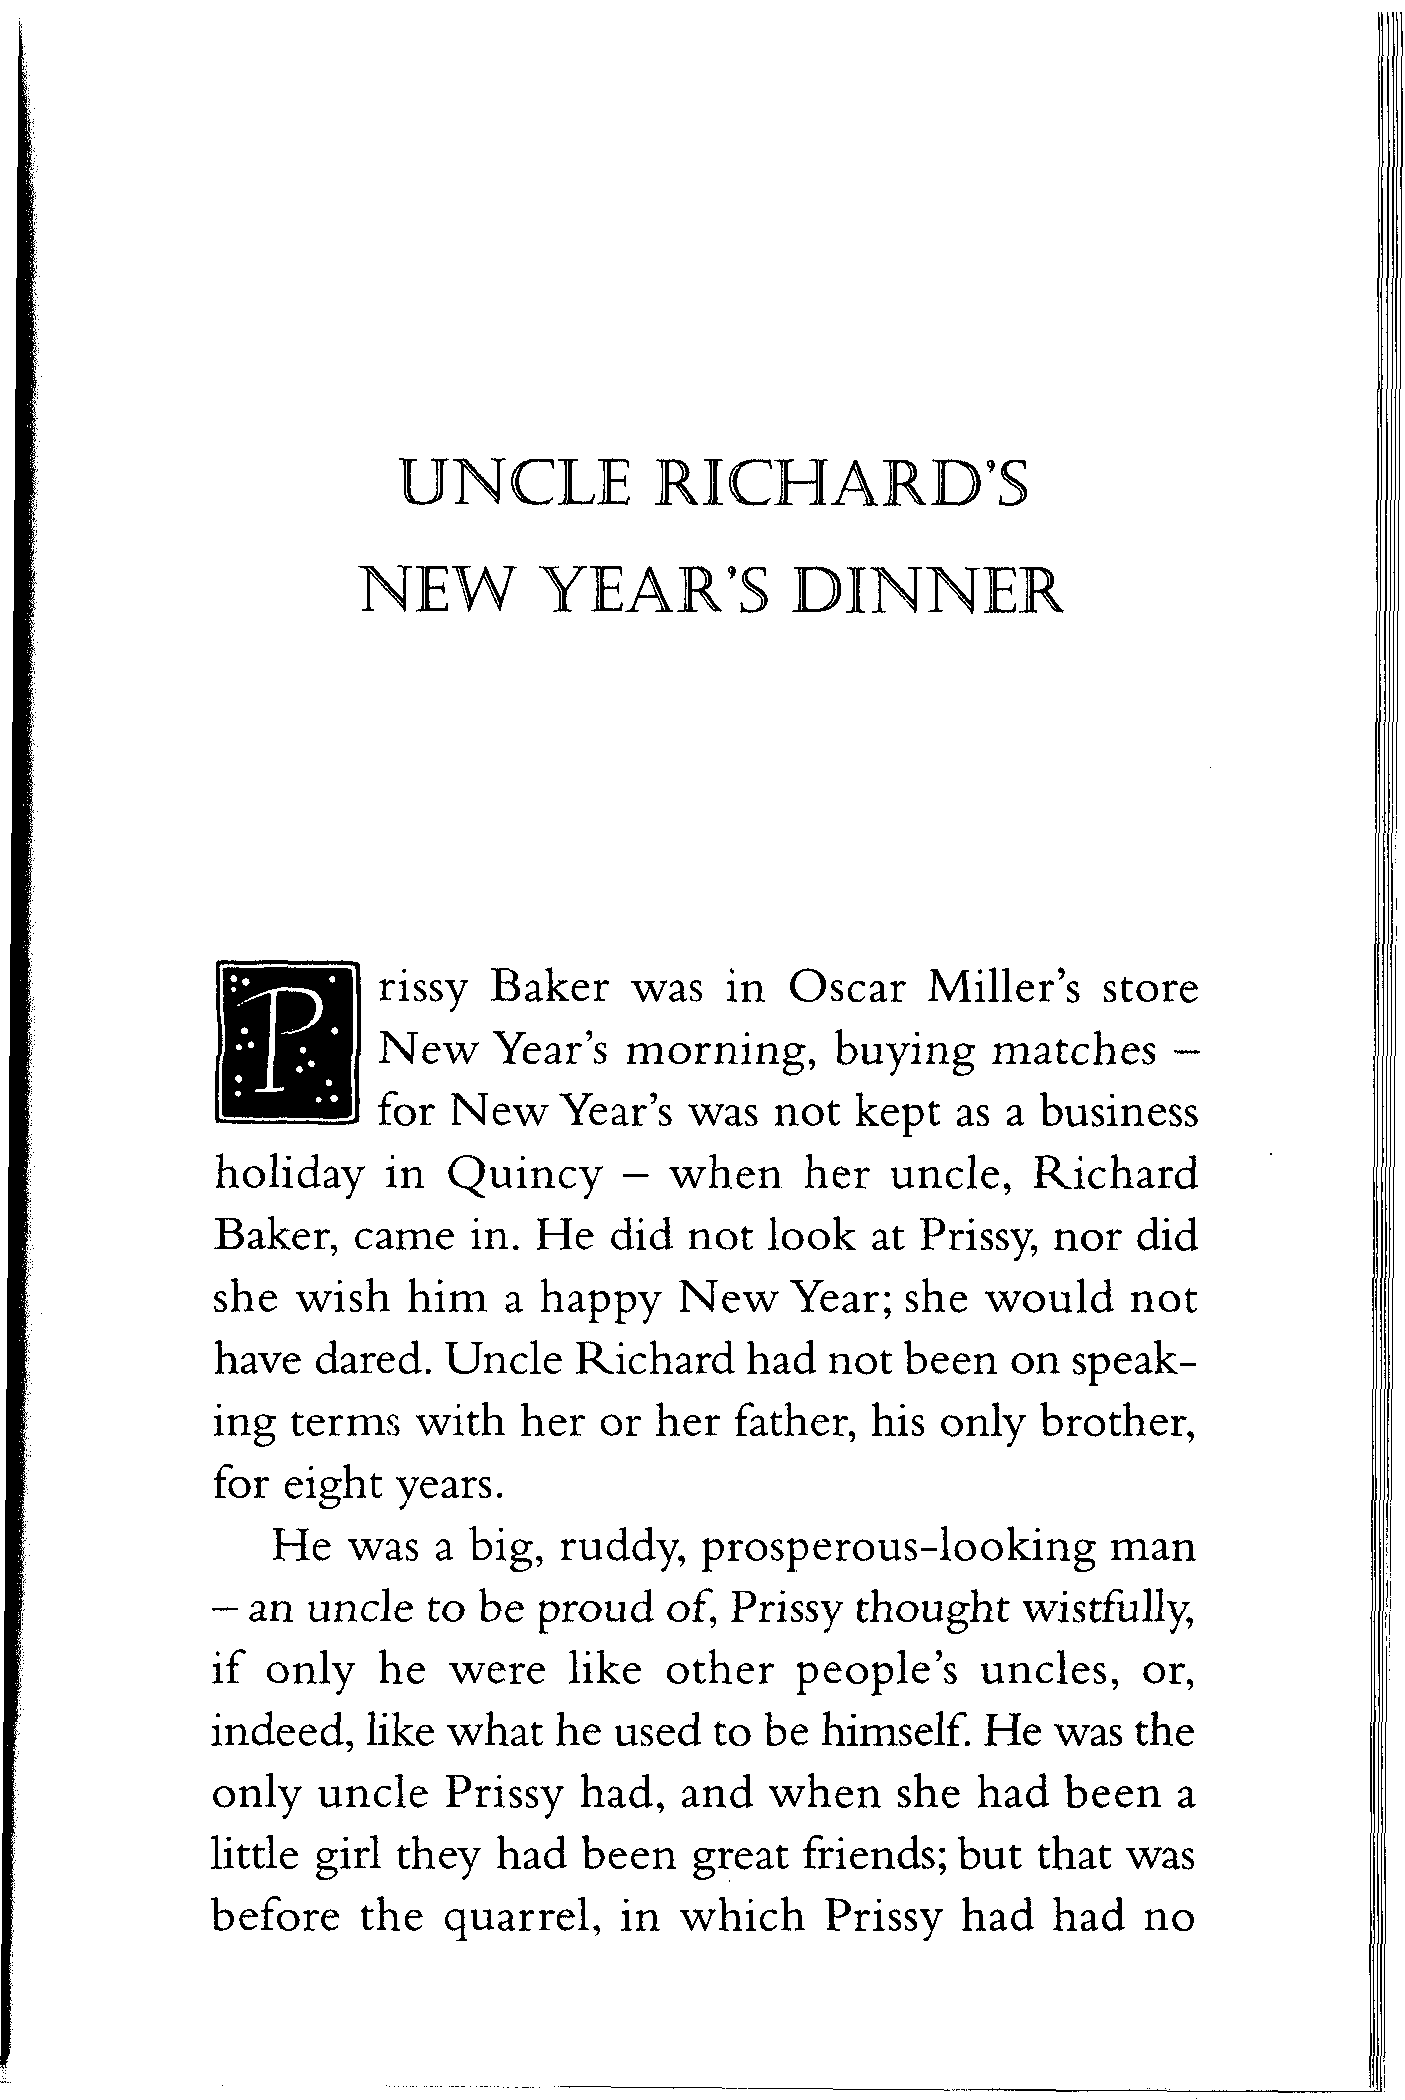 UNCLE RICHARD'S
NEW YEAR'S DINNER
Prissy Baker was in Oscar Miller's store
New Year's morning, buying matches –
for New Year's was not kept as a business
holiday in Quincy – when her uncle, Richard
Baker, came in. He did not look at Prissy, nor did
she wish him a happy New Year; she would not
have dared. Uncle Richard had not been on speak-
ing terms with her or her father, his only brother,
for eight years.
He was a big, ruddy, prosperous-looking man
– an uncle to be proud of, Prissy thought wistfully,
if only he were like other people's uncles, or,
indeed, like what he used to be himself. He was the
only uncle Prissy had, and when she had been a
little girl they had been great friends; but that was
before the quarrel, in which Prissy had had no